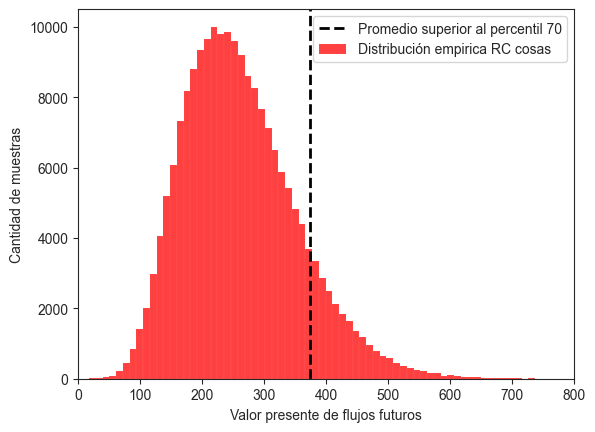 Promedio superior al percentil 70
Distribución empirica RC cosas
Cantidad de muestras
10000
8000
6000
4000
2000
0
0 100 200 300 400 500 600 700 800
Valor presente de flujos futuros